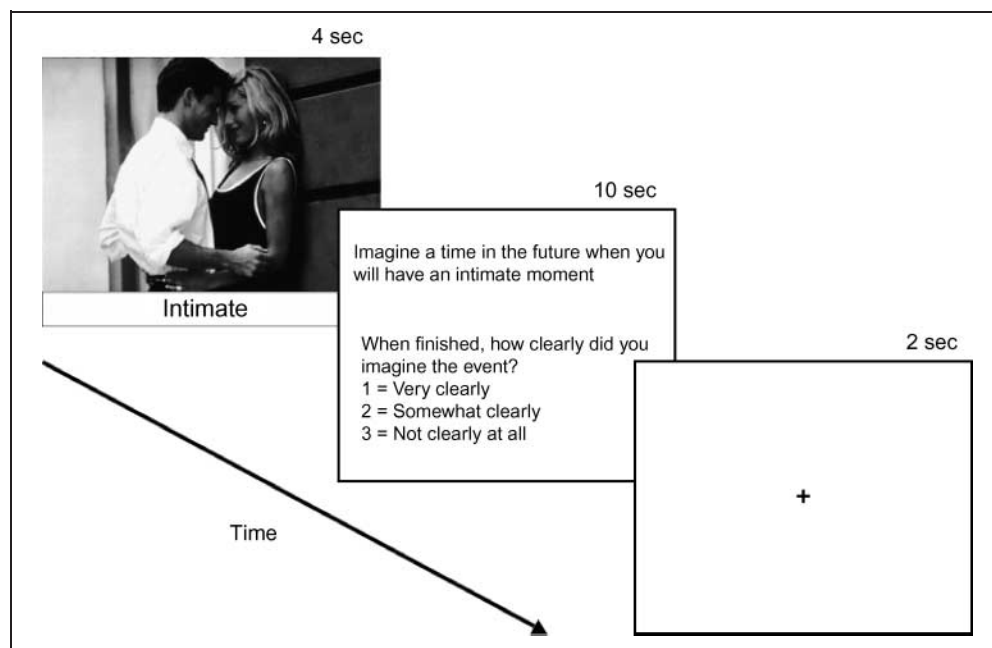 4 sec
Intimate
10 sec
Imagine a time in the future when you
will have an intimate moment
When finished, how clearly did you
imagine the event?
1 = Very clearly
2 = Somewhat clearly
3 = Not clearly at all
2 sec
+
Time